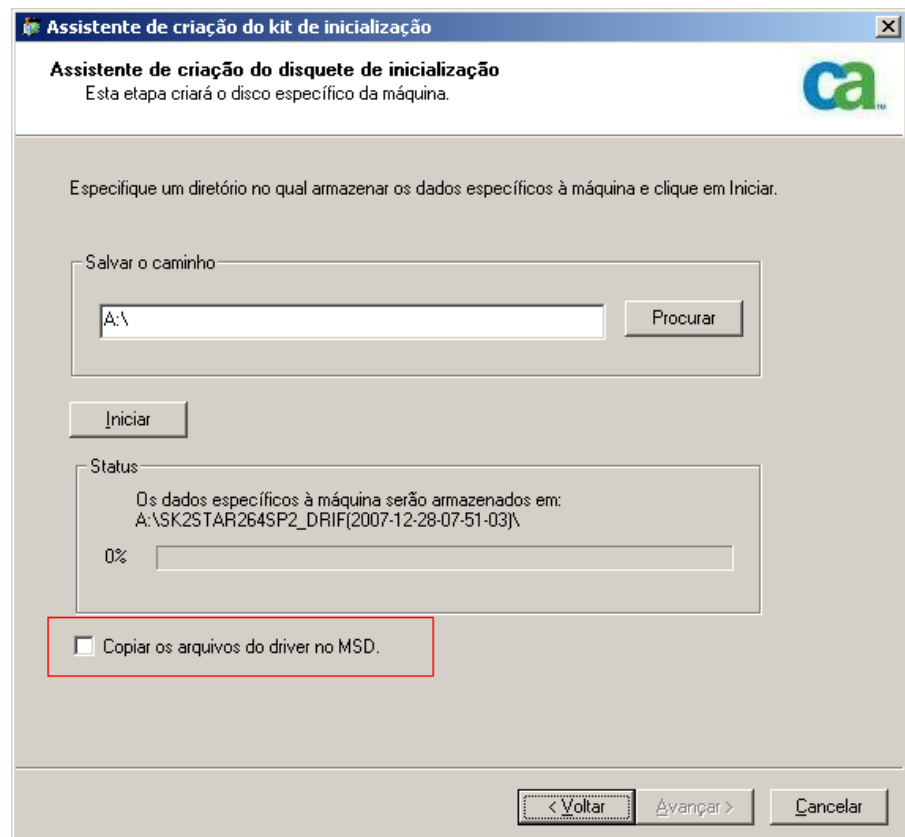 Assistente de criação do kit de inicialização
Assistente de criação do disquete de inicialização
Esta etapa criará o disco específico da máquina.
ca
TM
Especifique um diretório no qual armazenar os dados específicos à máquina e clique em Iniciar.
Salvar o caminho
A:\
Procurar
Iniciar
Status
Os dados específicos à máquina serão armazenados em:
A:\SK2STAR264SP2_DRIF(2007-12-28-07-51-03)\
0%
Copiar os arquivos do driver no MSD.
< Voltar
Avançar >
Cancelar